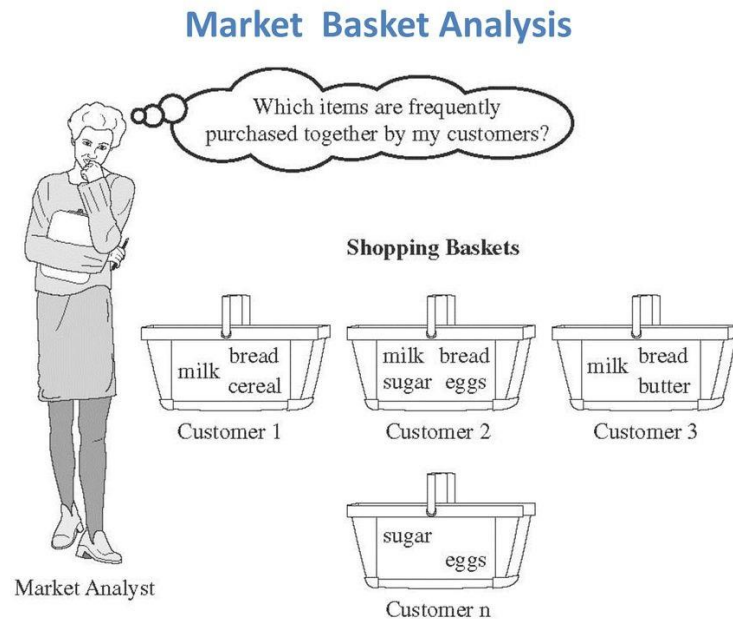 Market Basket Analysis
Which items are frequently
purchased together by my customers?
Shopping Baskets
milk bread
cereal
Customer 1
milk bread
sugar eggs
Customer 2
milk bread
butter
Customer 3
sugar
eggs
Customer n
Market Analyst